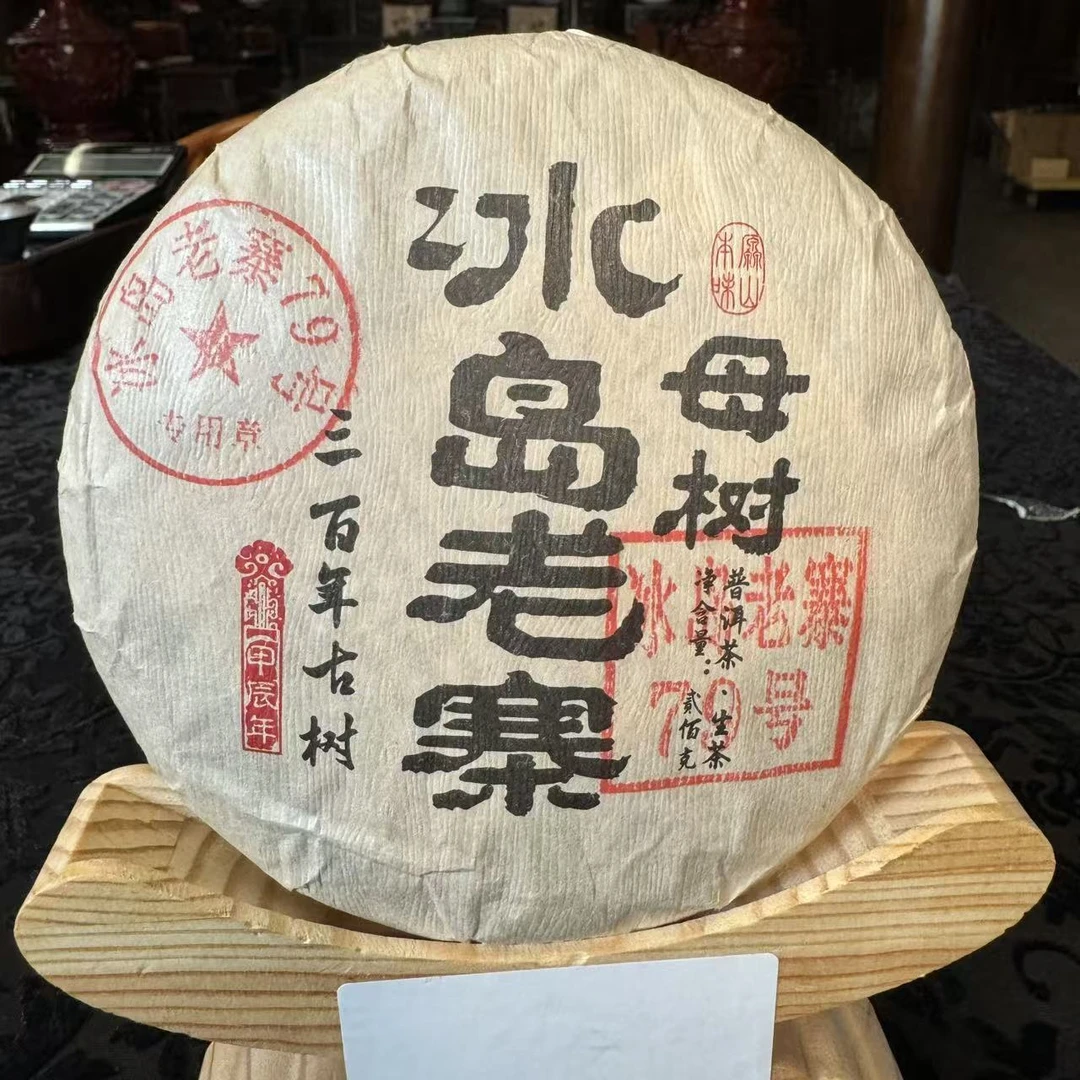 冰岛老寨
母树
原山本味
普洱茶·生茶
净含量：贰佰克
冰岛老寨
79号
三百年古树
冰岛老寨79号
专用章
甲辰年